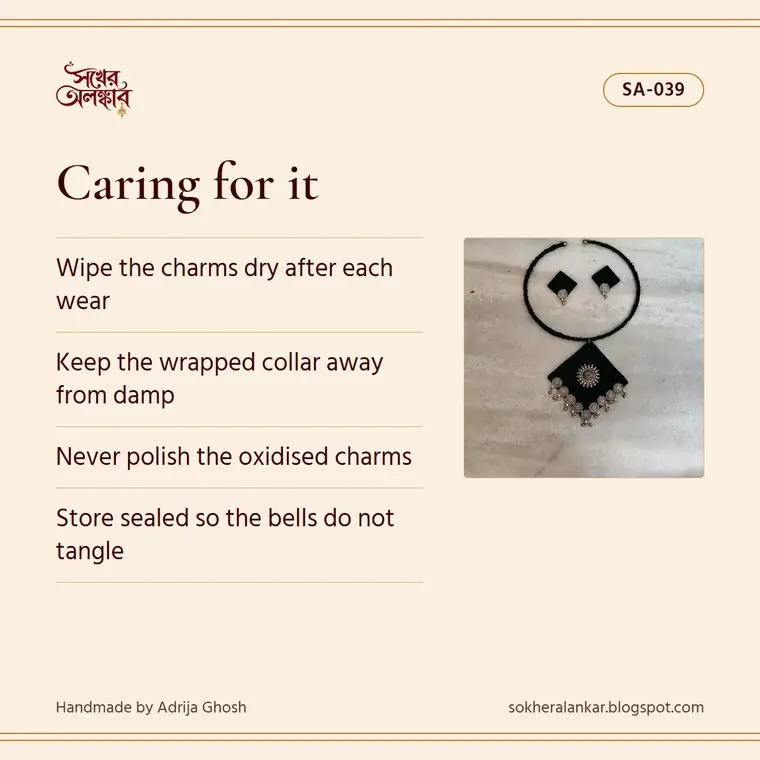 সখের
অলঙ্কার
SA-039
Caring for it
Wipe the charms dry after each
wear
Keep the wrapped collar away
from damp
Never polish the oxidised charms
Store sealed so the bells do not
tangle
Handmade by Adrija Ghosh
sokheralankar.blogspot.com